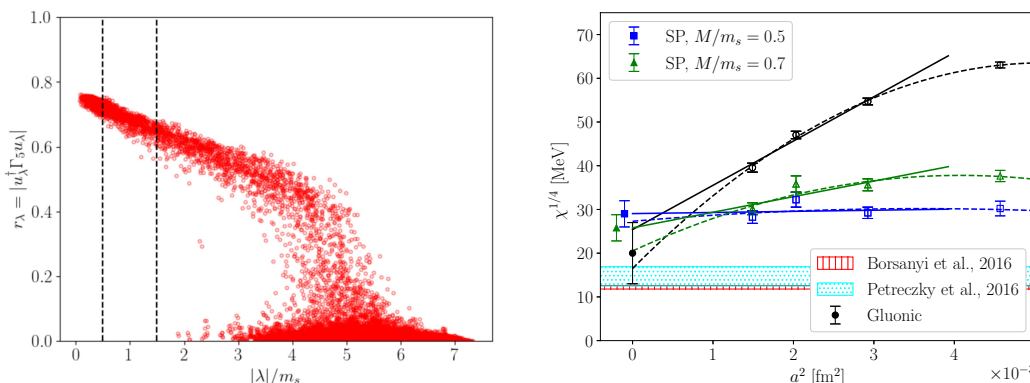 1.0
0.8
0.6
0.4
0.2
0.0
r_λ = |u_λ^† Γ_5 u_λ|
0 1 2 3 4 5 6 7
|λ|/m_s
SP, M/m_s = 0.5
SP, M/m_s = 0.7
70
60
50
40
30
20
10
0
χ^{1/4} [MeV]
Borsanyi et al., 2016
Petreczky et al., 2016
Gluonic
0 1 2 3 4
a^2 [fm^2]